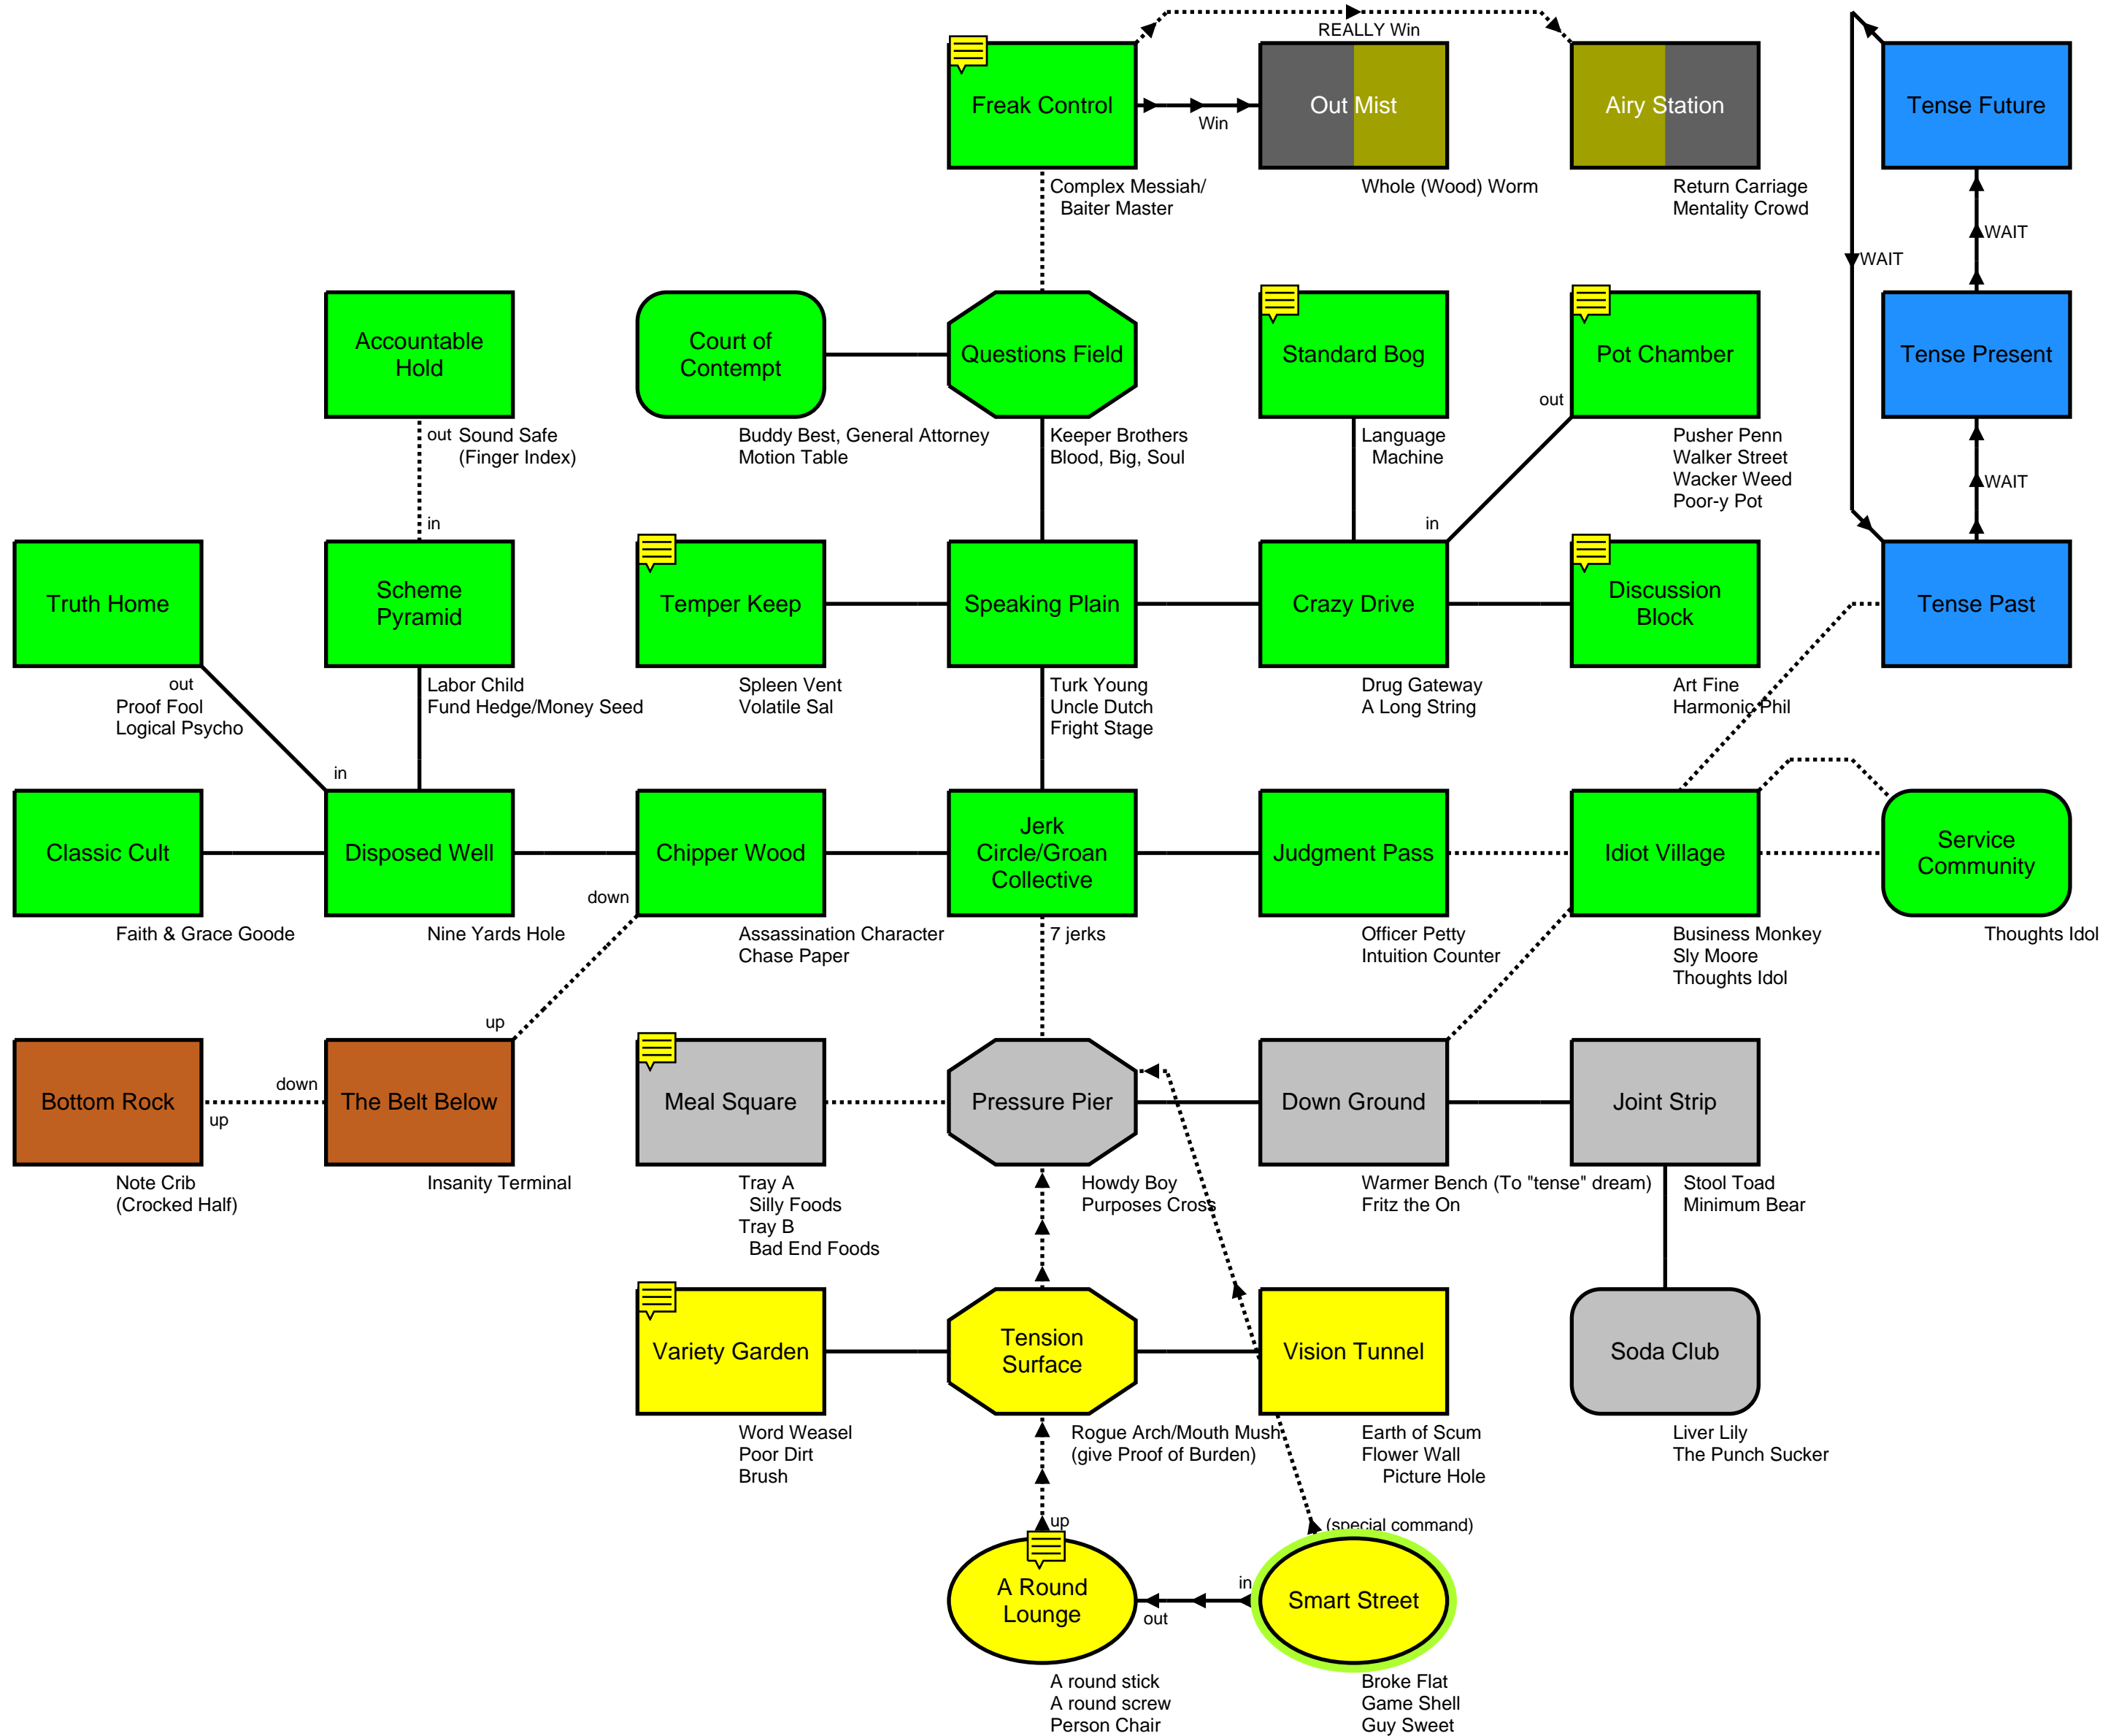 REALLY Win
Freak Control
Out Mist
Airy Station
Tense Future
Win
Complex Messiah/
Baiter Master
Whole (Wood) Worm
Return Carriage
Mentality Crowd
WAIT
WAIT
Accountable
Hold
Court of
Contempt
Questions Field
Standard Bog
Pot Chamber
Tense Present
out
out
Sound Safe
(Finger Index)
Buddy Best, General Attorney
Motion Table
Keeper Brothers
Blood, Big, Soul
Language
Machine
Pusher Penn
Walker Street
Wacker Weed
Poor-y Pot
WAIT
in
in
Truth Home
Scheme
Pyramid
Temper Keep
Speaking Plain
Crazy Drive
Discussion
Block
Tense Past
out
Proof Fool
Logical Psycho
Labor Child
Fund Hedge/Money Seed
Spleen Vent
Volatile Sal
Turk Young
Uncle Dutch
Fright Stage
Drug Gateway
A Long String
Art Fine
Harmonic Phil
in
Classic Cult
Disposed Well
Chipper Wood
Jerk
Circle/Groan
Collective
Judgment Pass
Idiot Village
Service
Community
down
Faith & Grace Goode
Nine Yards Hole
Assassination Character
Chase Paper
7 jerks
Officer Petty
Intuition Counter
Business Monkey
Sly Moore
Thoughts Idol
Thoughts Idol
up
Bottom Rock
down
up
The Belt Below
Meal Square
Pressure Pier
Down Ground
Joint Strip
Note Crib
(Crocked Half)
Insanity Terminal
Tray A
Silly Foods
Tray B
Bad End Foods
Howdy Boy
Purposes Cross
Warmer Bench (To "tense" dream)
Fritz the On
Stool Toad
Minimum Bear
Variety Garden
Tension
Surface
Vision Tunnel
Soda Club
Word Weasel
Poor Dirt
Brush
Rogue Arch/Mouth Mush
(give Proof of Burden)
Earth of Scum
Flower Wall
Picture Hole
Liver Lily
The Punch Sucker
up
(special command)
A Round
Lounge
in
out
Smart Street
A round stick
A round screw
Person Chair
Broke Flat
Game Shell
Guy Sweet